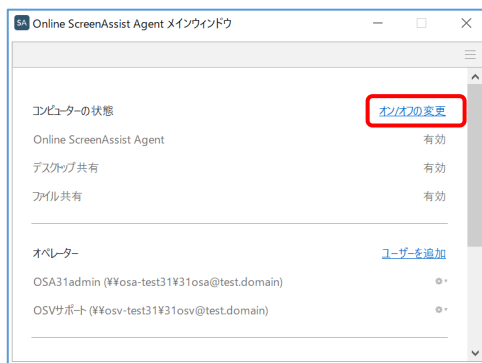 SA Online ScreenAssist Agent メインウィンドウ
コンピューターの状態 オン/オフの変更
Online ScreenAssist Agent 有効
デスクトップ共有 有効
ファイル共有 有効
オペレーター ユーザーを追加
OSA31admin (¥¥osa-test31¥31osa@test.domain)
OSVサポート (¥¥osv-test31¥31osv@test.domain)